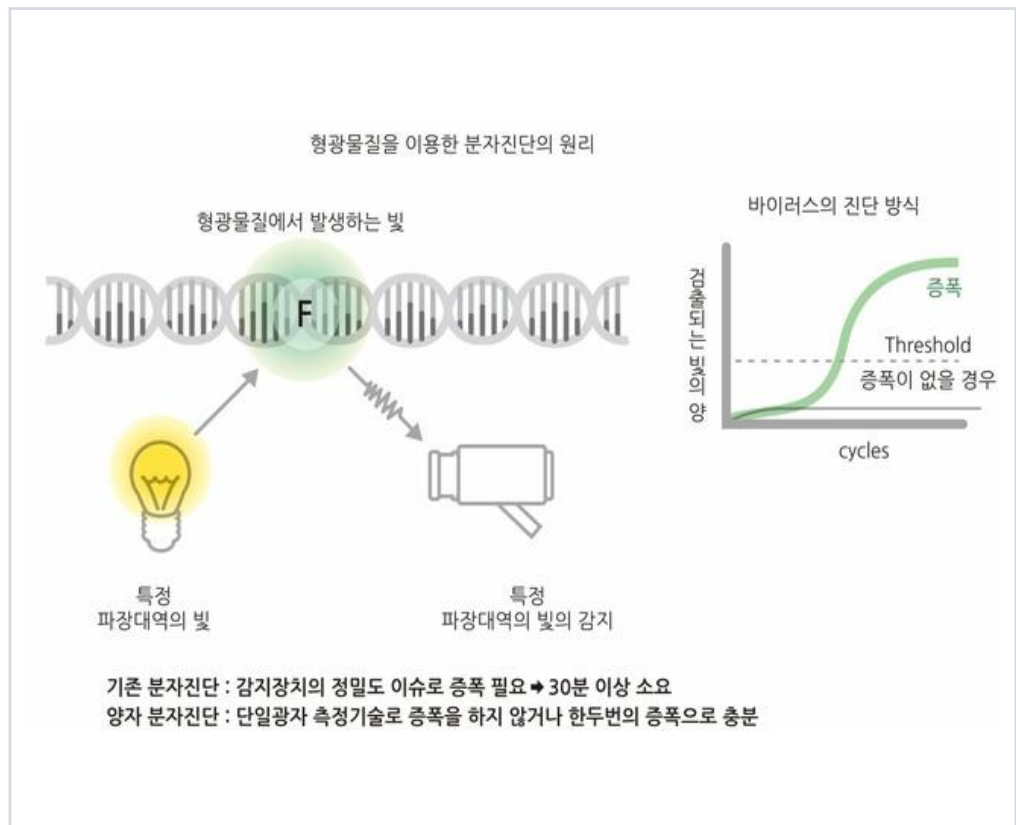 형광물질을 이용한 분자진단의 원리
형광물질에서 발생하는 빛
F
특정
파장대역의 빛
특정
파장대역의 빛의 감지
바이러스의 진단 방식
검출되는 빛의 양
증폭
Threshold
증폭이 없을 경우
cycles
기존 분자진단 : 감지장치의 정밀도 이슈로 증폭 필요 → 30분 이상 소요
양자 분자진단 : 단일광자 측정기술로 증폭을 하지 않거나 한두번의 증폭으로 충분